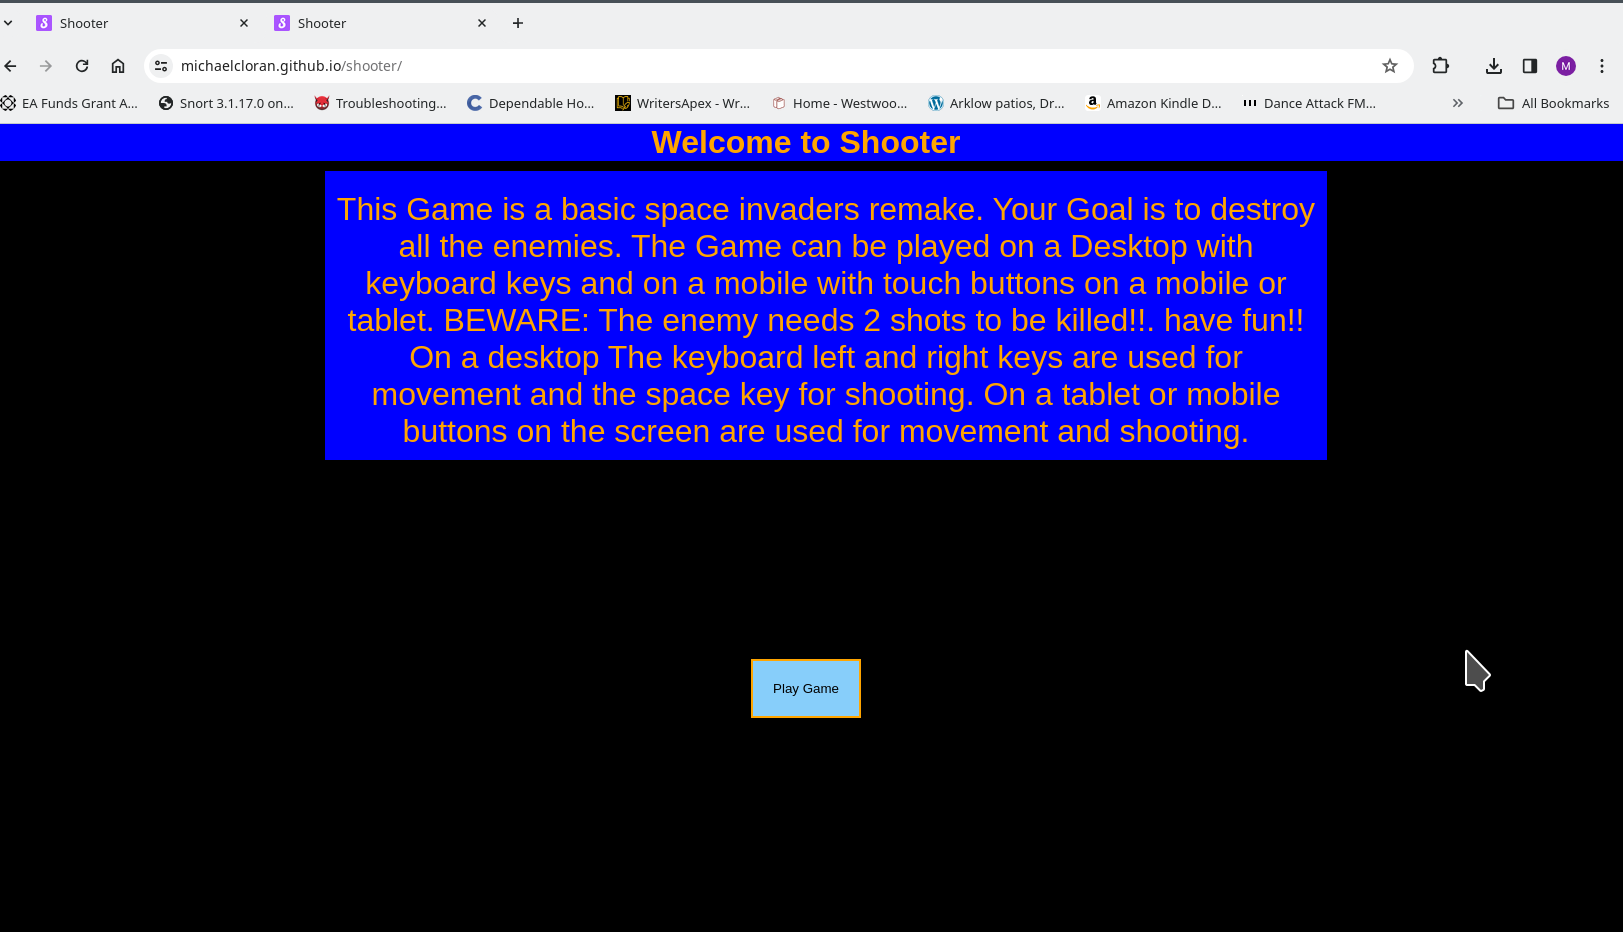 Shooter
Shooter
michaelcloran.github.io/shooter/
M
EA Funds Grant A...
Snort 3.1.17.0 on...
Troubleshooting...
Dependable Ho...
WritersApex - Wr...
Home - Westwoo...
Arklow patios, Dr...
Amazon Kindle D...
Dance Attack FM...
All Bookmarks
Welcome to Shooter
This Game is a basic space invaders remake. Your Goal is to destroy
all the enemies. The Game can be played on a Desktop with
keyboard keys and on a mobile with touch buttons on a mobile or
tablet. BEWARE: The enemy needs 2 shots to be killed!!. have fun!!
On a desktop The keyboard left and right keys are used for
movement and the space key for shooting. On a tablet or mobile
buttons on the screen are used for movement and shooting.
Play Game